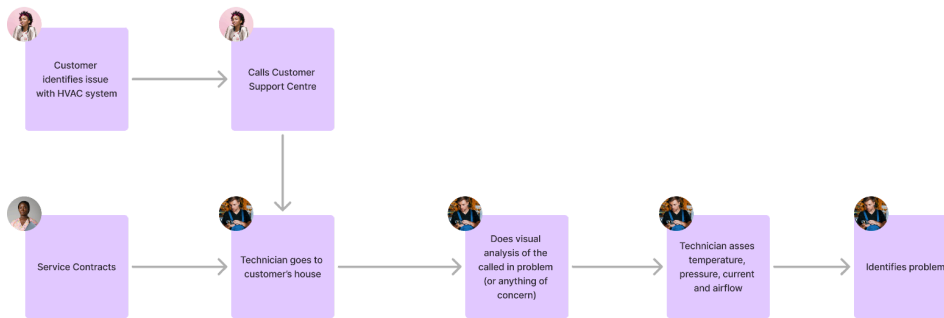 Customer
identifies issue
with HVAC system
Calls Customer
Support Centre
Service Contracts
Technician goes to
customer's house
Does visual
analysis of the
called in problem
(or anything of
concern)
Technician asses
temperature,
pressure, current
and airflow
Identifies problem